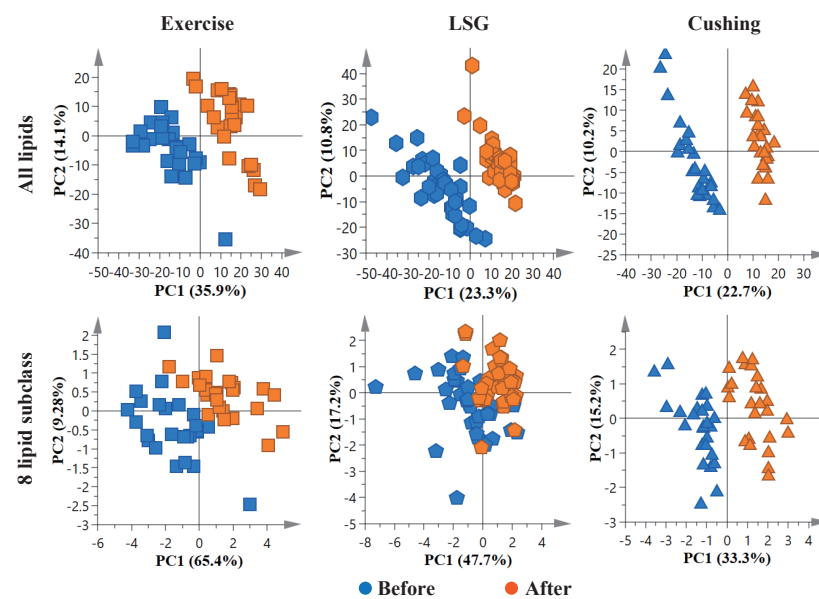 Exercise
LSG
Cushing
All lipids
PC2 (14.1%)
20
10
0
-10
-20
-30
-40
-50-40-30-20-10 0 10 20 30 40
PC1 (35.9%)
PC2 (10.8%)
40
30
20
10
0
-10
-20
-30
-50-40-30-20-10 0 10 20 30 40
PC1 (23.3%)
PC2 (10.2%)
20
15
10
5
0
-5
-10
-15
-20
-25
-40 -30 -20 -10 0 10 20 30
PC1 (22.7%)
8 lipid subclass
PC2 (9.28%)
2
1.5
1
0.5
0
-0.5
-1
-1.5
-2
-2.5
-3
-6 -4 -2 0 2 4
PC1 (65.4%)
PC2 (17.2%)
2
1
0
-1
-2
-3
-4
-5
-8 -6 -4 -2 0 2 4
PC1 (47.7%)
PC2 (15.2%)
2
1
0
-1
-2
-3
-5 -4 -3 -2 -1 0 1 2 3 4
PC1 (33.3%)
Before After